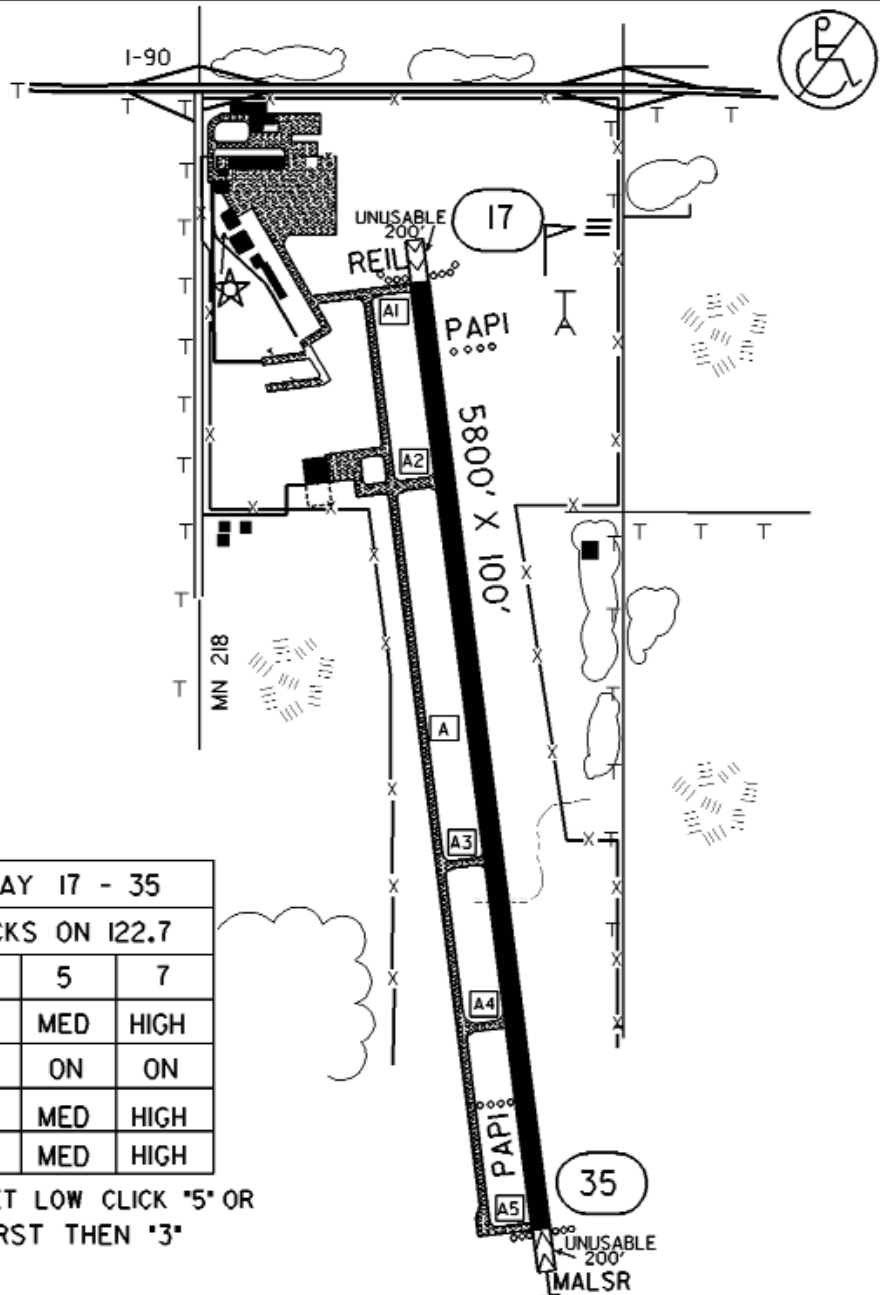 I-90
UNUSABLE
200'
17
REIL
A1
PAPI
5800' X 100'
A2
MN 218
A
A3
A4
PAPI
A5
35
UNUSABLE
200'
MALSR
AY 17 - 35
CKS ON 122.7
5 7
MED HIGH
ON ON
MED HIGH
MED HIGH
ET LOW CLICK "5" OR
RST THEN "3"